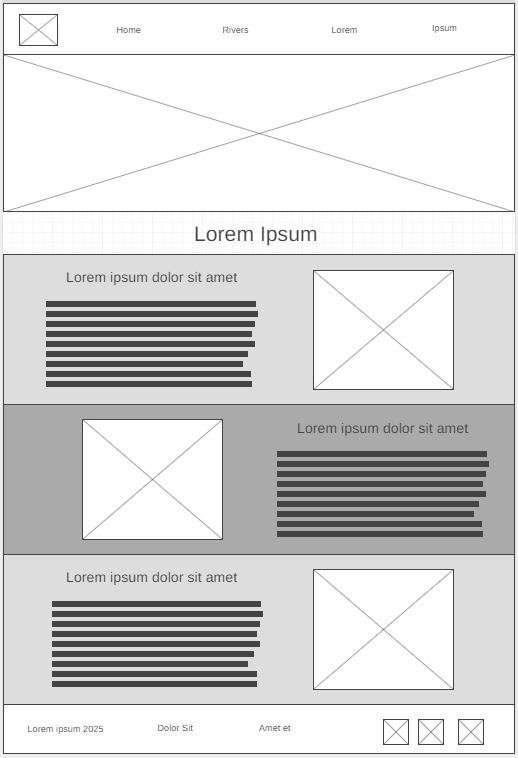 Home
Rivers
Lorem
Ipsum
Lorem Ipsum
Lorem ipsum dolor sit amet
Lorem ipsum dolor sit amet
Lorem ipsum dolor sit amet
Lorem ipsum 2025
Dolor Sit
Amet et